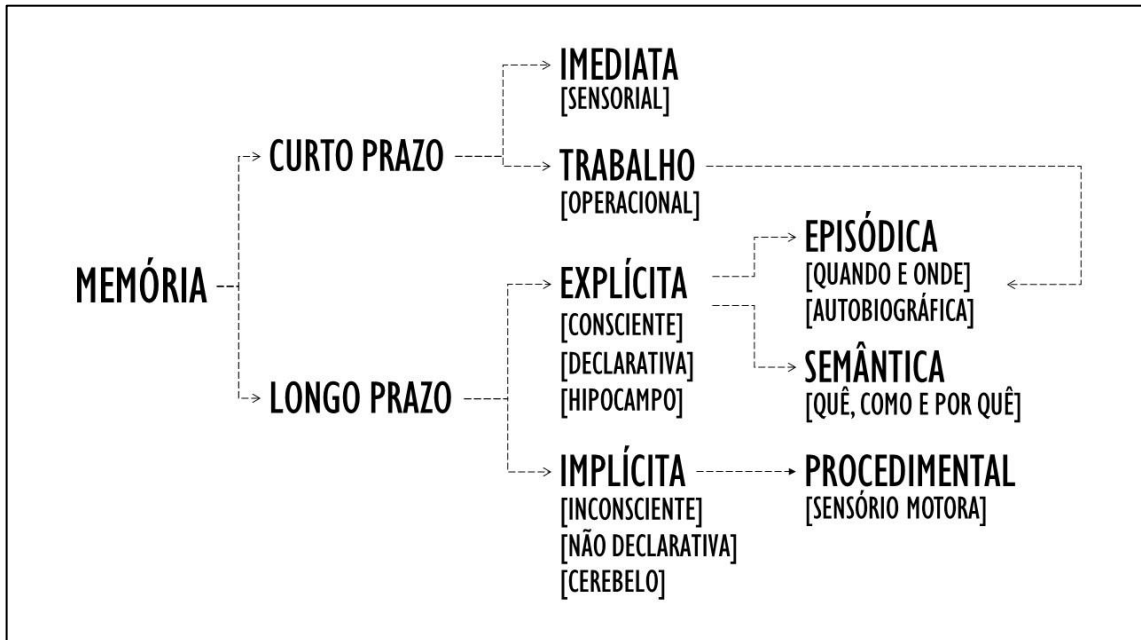 MEMÓRIA
CURTO PRAZO
IMEDIATA
[SENSORIAL]
TRABALHO
[OPERACIONAL]
LONGO PRAZO
EXPLÍCITA
[CONSCIENTE]
[DECLARATIVA]
[HIPOCAMPO]
EPISÓDICA
[QUANDO E ONDE]
[AUTOBIOGRÁFICA]
SEMÂNTICA
[QUÊ, COMO E POR QUÊ]
IMPLÍCITA
[INCONSCIENTE]
[NÃO DECLARATIVA]
[CEREBELO]
PROCEDIMENTAL
[SENSÓRIO MOTORA]